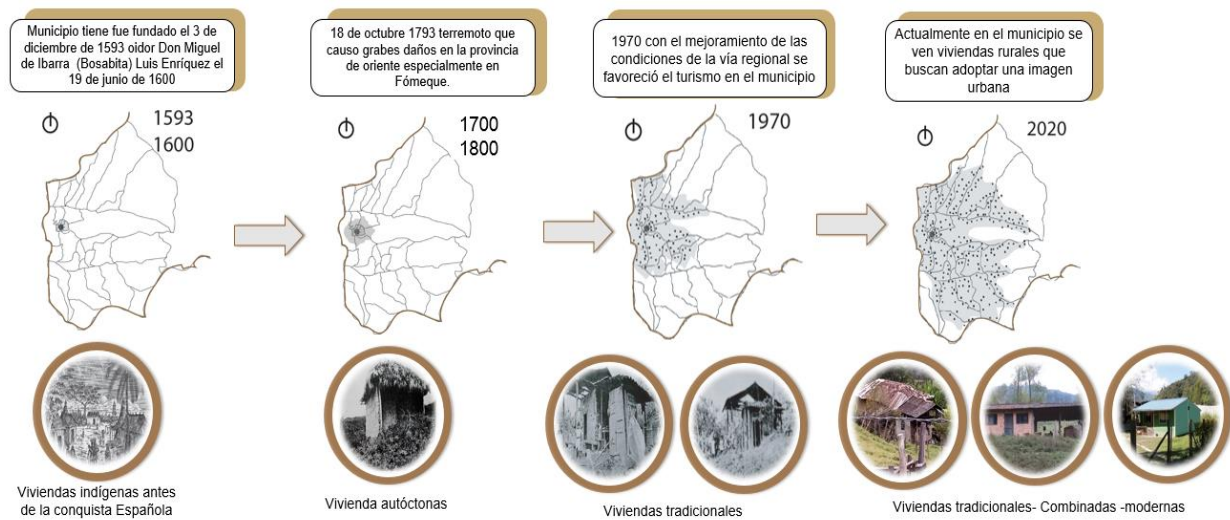 Municipio tiene fue fundado el 3 de
diciembre de 1593 oidor Don Miguel
de Ibarra (Bosabita) Luis Enríquez el
19 de junio de 1600
18 de octubre 1793 terremoto que
causo grabes daños en la provincia
de oriente especialmente en
Fómeque.
1970 con el mejoramiento de las
condiciones de la vía regional se
favoreció el turismo en el municipio
Actualmente en el municipio se
ven viviendas rurales que
buscan adoptar una imagen
urbana
1593
1600
1700
1800
1970
2020
Viviendas indígenas antes
de la conquista Española
Vivienda autóctonas
Viviendas tradicionales
Viviendas tradicionales- Combinadas -modernas